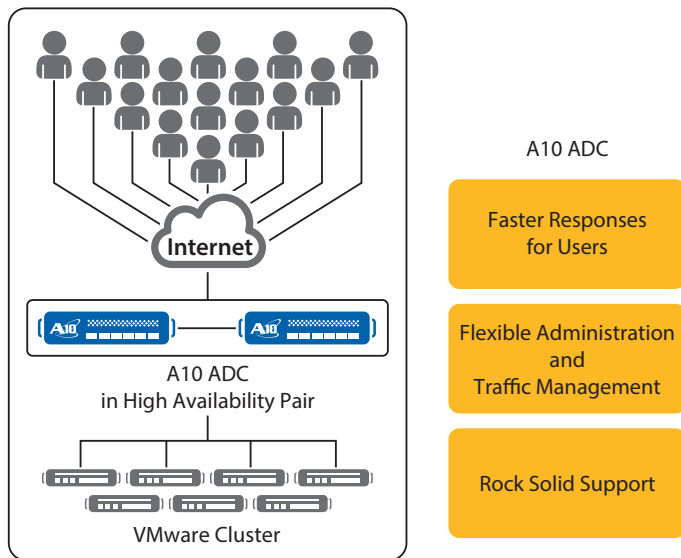 Internet
A10
A10
A10 ADC
in High Availability Pair
VMware Cluster
A10 ADC
Faster Responses
for Users
Flexible Administration
and
Traffic Management
Rock Solid Support